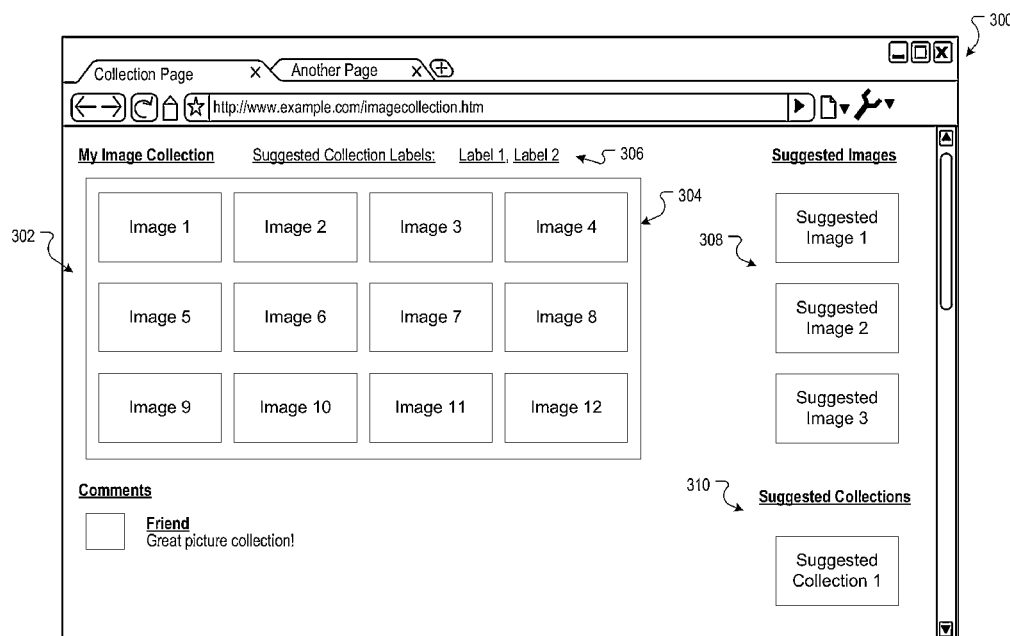 300
Collection Page X Another Page X
http://www.example.com/imagecollection.htm
My Image Collection Suggested Collection Labels: Label 1, Label 2 306 Suggested Images
302
304
308
Image 1 Image 2 Image 3 Image 4
Suggested
Image 1
Image 5 Image 6 Image 7 Image 8
Suggested
Image 2
Image 9 Image 10 Image 11 Image 12
Suggested
Image 3
Comments
310
Suggested Collections
Friend
Great picture collection!
Suggested
Collection 1